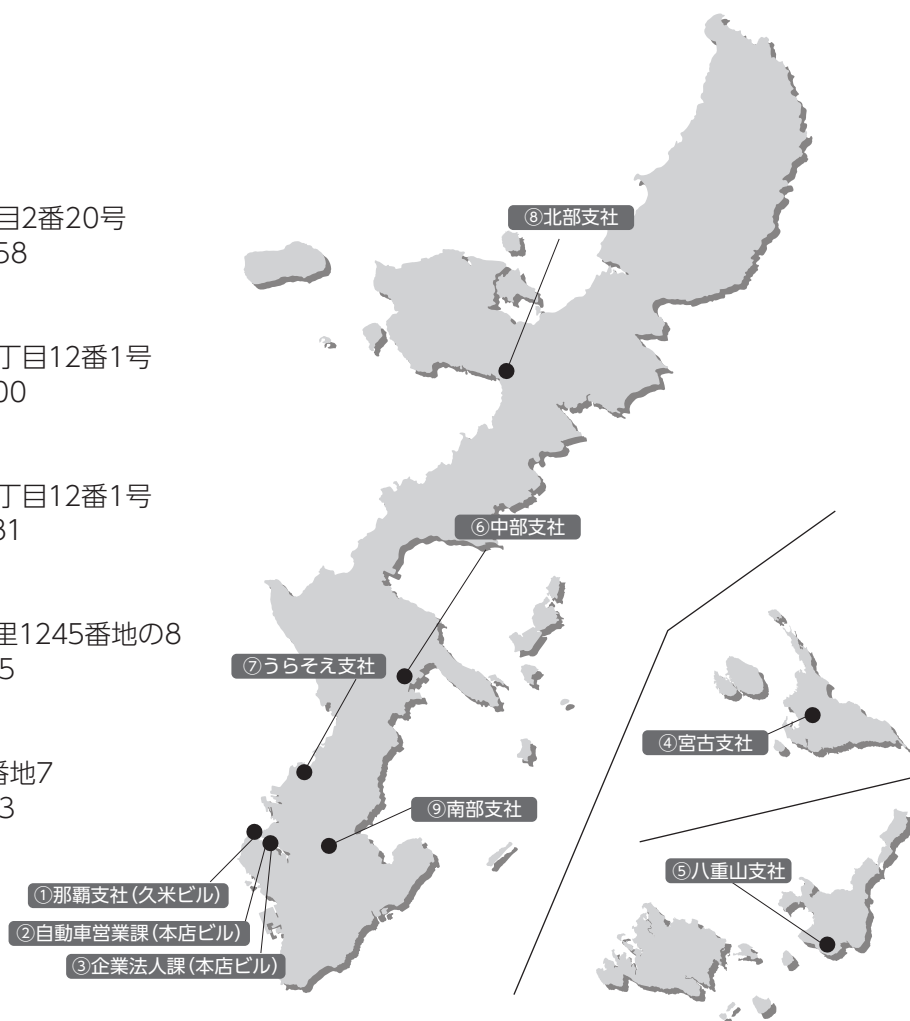 目2番20号
58
丁目12番1号
00
丁目12番1号
31
里1245番地の8
5
番地7
3
⑧北部支社
⑥中部支社
⑦うらそえ支社
④宮古支社
⑨南部支社
⑤八重山支社
①那覇支社(久米ビル)
②自動車営業課(本店ビル)
③企業法人課(本店ビル)